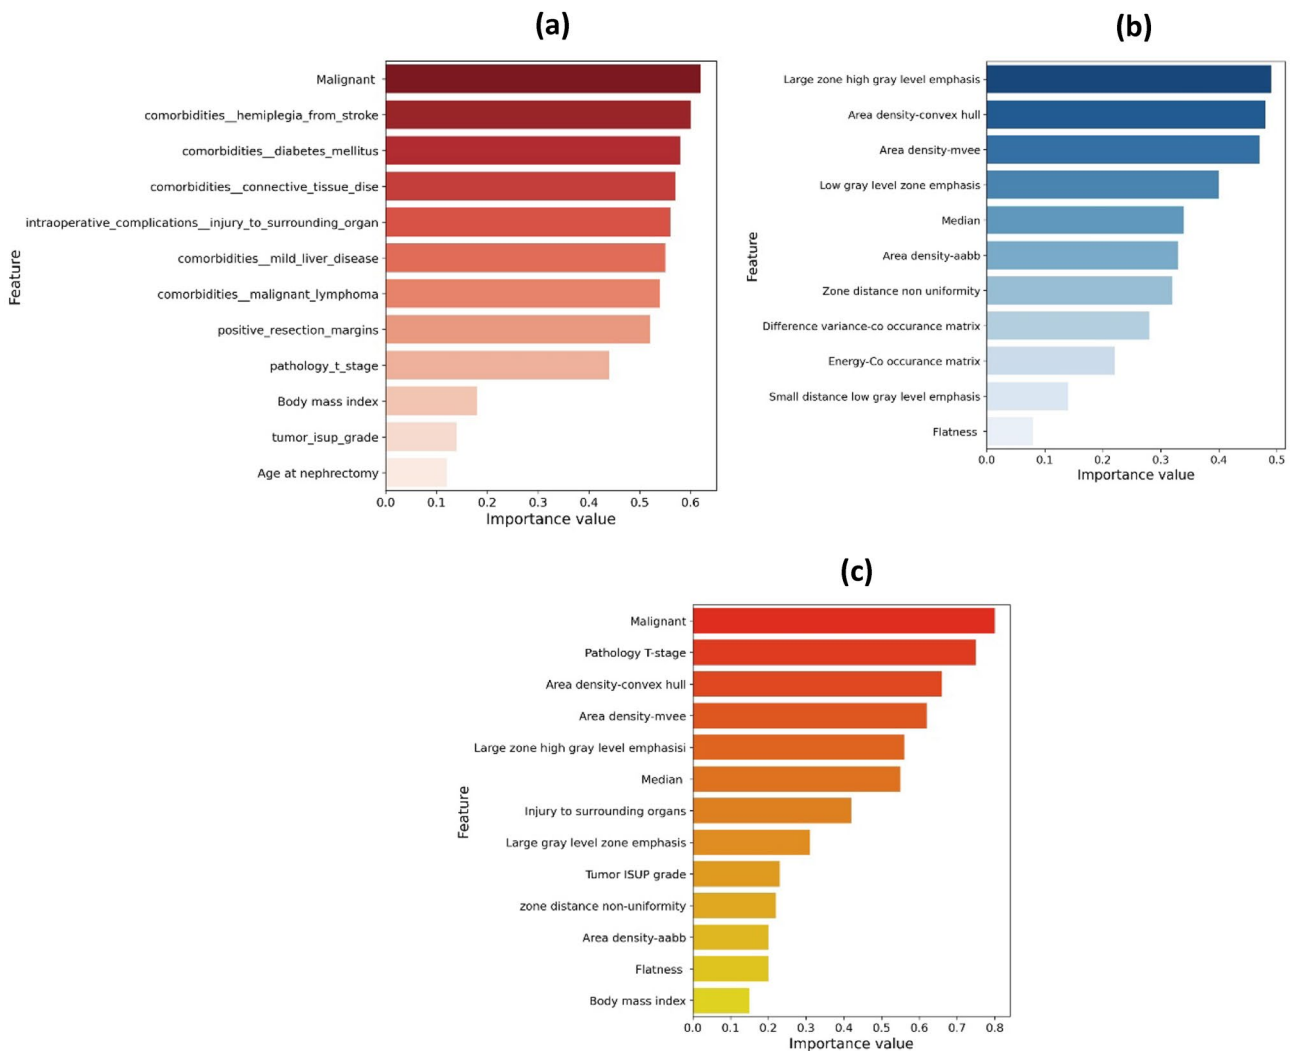 (a)
Malignant
comorbidities__hemiplegia_from_stroke
comorbidities__diabetes_mellitus
comorbidities__connective_tissue_dise
intraoperative_complications__injury_to_surrounding_organ
comorbidities__mild_liver_disease
comorbidities__malignant_lymphoma
positive_resection_margins
pathology_t_stage
Body mass index
tumor_isup_grade
Age at nephrectomy
Feature
0.0 0.1 0.2 0.3 0.4 0.5 0.6
Importance value
(b)
Large zone high gray level emphasis
Area density-convex hull
Area density-mvee
Low gray level zone emphasis
Median
Area density-aabb
Zone distance non uniformity
Difference variance-co occurance matrix
Energy-Co occurance matrix
Small distance low gray level emphasis
Flatness
Feature
0.0 0.1 0.2 0.3 0.4 0.5
Importance value
(c)
Malignant
Pathology T-stage
Area density-convex hull
Area density-mvee
Large zone high gray level emphasisi
Median
Injury to surrounding organs
Large gray level zone emphasis
Tumor ISUP grade
zone distance non-uniformity
Area density-aabb
Flatness
Body mass index
Feature
0.0 0.1 0.2 0.3 0.4 0.5 0.6 0.7 0.8
Importance value